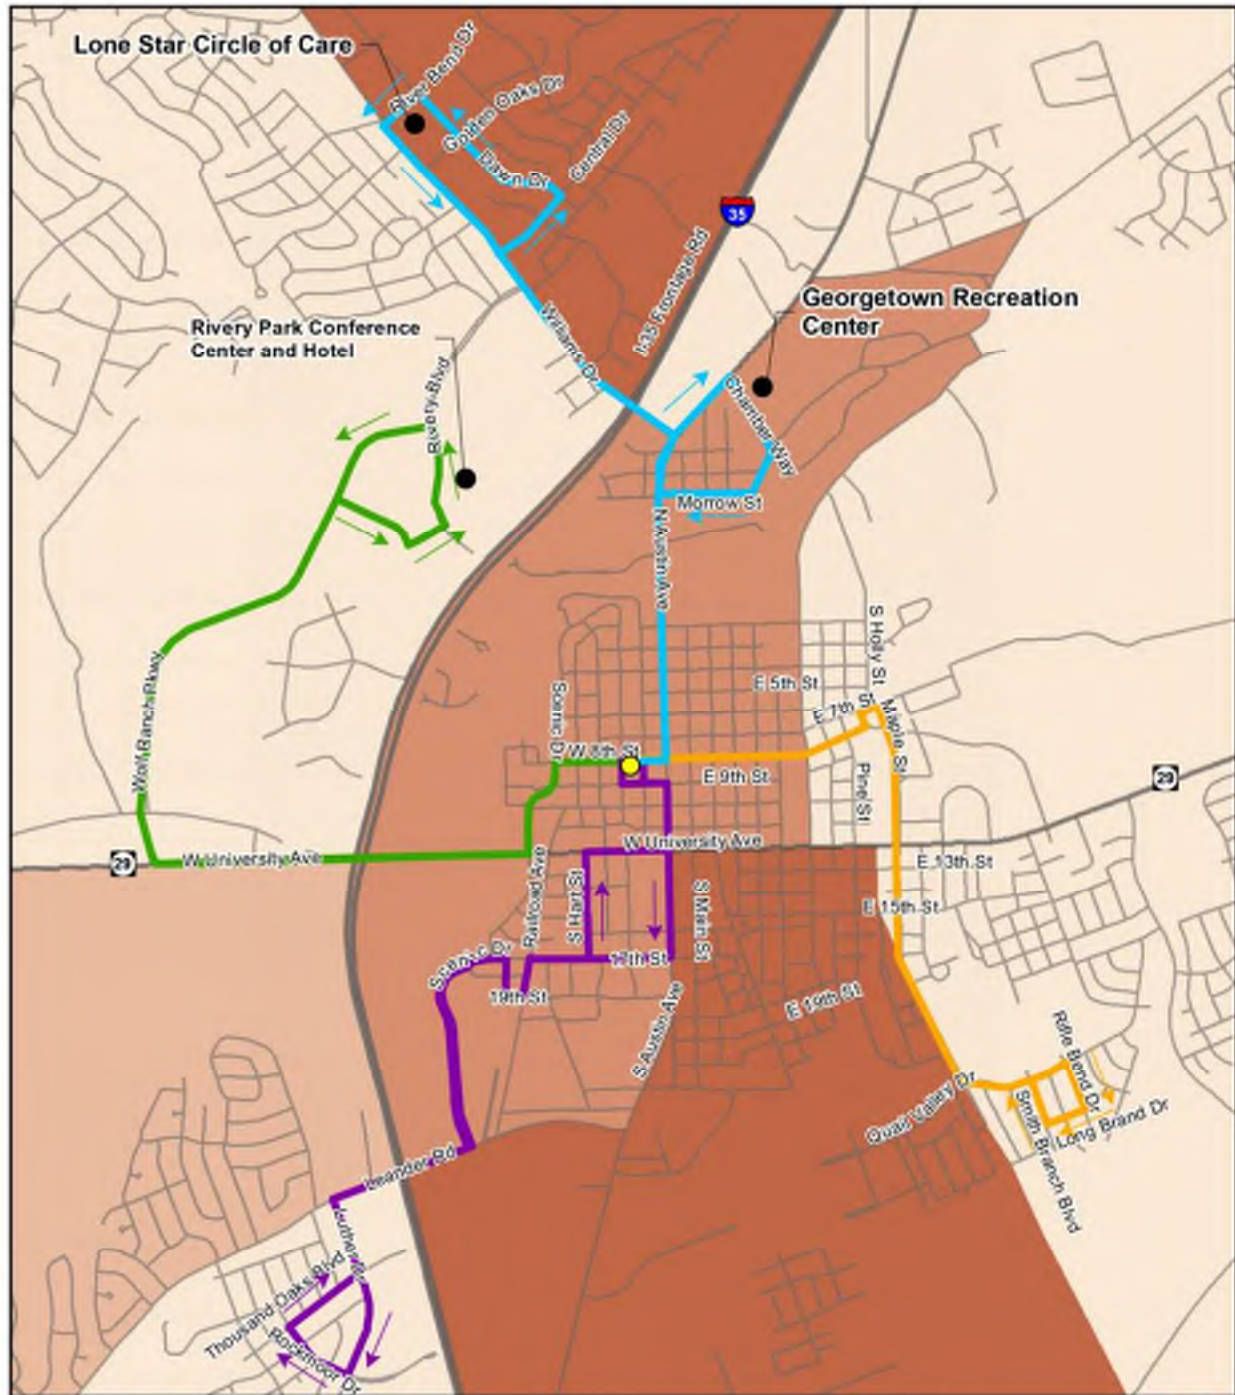 Lone Star Circle of Care
River Bend Dr
Golden Oaks Dr
Dawn Dr
Central Dr
35
I-35 Frontage Rd
Georgetown Recreation
Center
Rivery Park Conference
Center and Hotel
Williams Dr
Rivery Blvd
Chamber Way
Morrow St
N Austin Ave
S Holly St
E 5th St
Wolf Ranch Pkwy
Scenic Dr
E 7th St
Maple St
W 8th St
E 9th St
Pine St
29
W University Ave
29
W University Ave
E 13th St
Railroad Ave
S Hart St
S Main St
E 15th St
Scenic Dr
17th St
19th St
E 19th St
S Austin Ave
Rifle Bend Dr
Quail Valley Dr
Smith Branch Blvd
Long Brand Dr
Leander Rd
Thousand Oaks Blvd
Rockmoor Dr